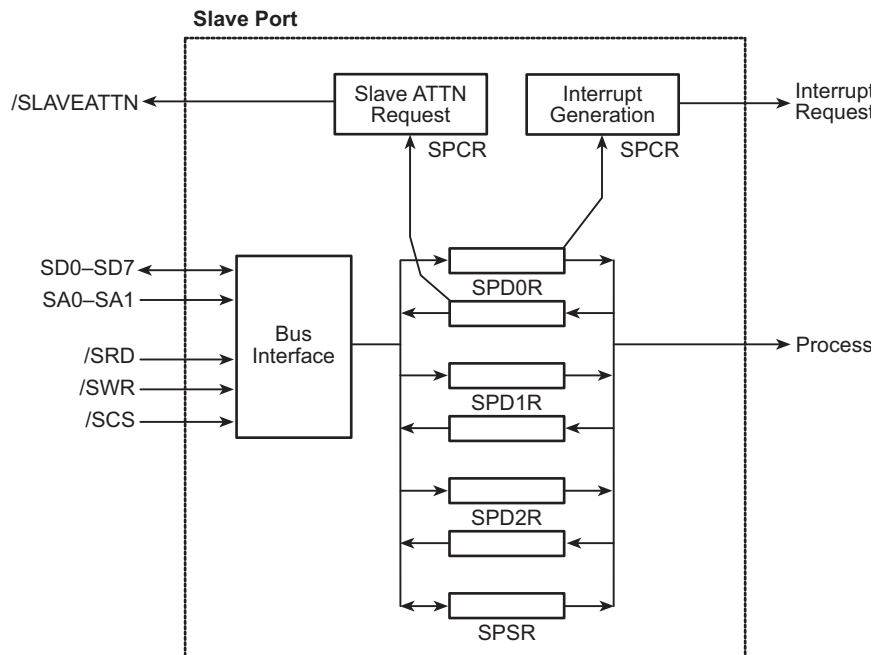 Slave Port
/SLAVEATTN
Slave ATTN
Request
SPCR
Interrupt
Generation
SPCR
Interrupt
Request
SD0–SD7
SA0–SA1
/SRD
/SWR
/SCS
Bus
Interface
SPD0R
SPD1R
SPD2R
SPSR
Process